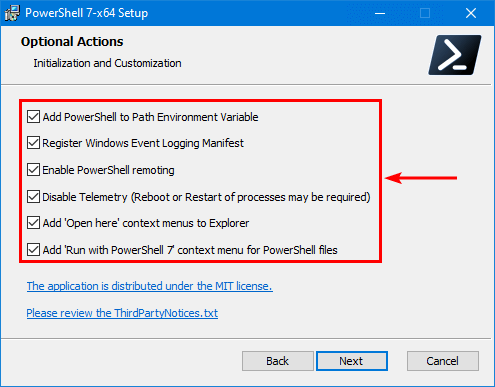 PowerShell 7-x64 Setup
Optional Actions
Initialization and Customization
Add PowerShell to Path Environment Variable
Register Windows Event Logging Manifest
Enable PowerShell remoting
Disable Telemetry (Reboot or Restart of processes may be required)
Add 'Open here' context menus to Explorer
Add 'Run with PowerShell 7' context menu for PowerShell files
The application is distributed under the MIT license.
Please review the ThirdPartyNotices.txt
Back Next Cancel